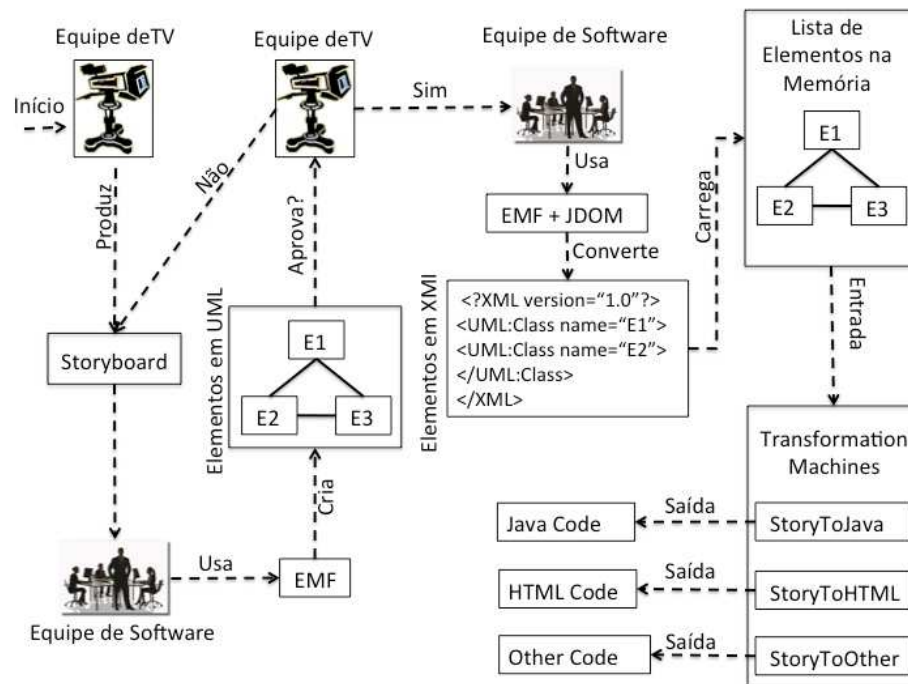 Equipe deTV
Início
Produz
Storyboard
Equipe de Software
Usa
EMF
Cria
Elementos em UML
E1
E2
E3
Aprova?
Equipe deTV
Não
Sim
Equipe de Software
Usa
EMF + JDOM
Converte
Elementos em XMI
<?XML version=“1.0”?>
<UML:Class name=“E1”>
<UML:Class name=“E2”>
</UML:Class>
</XML>
Carrega
Lista de
Elementos na
Memória
E1
E2
E3
Entrada
Transformation
Machines
StoryToJava
Saída
Java Code
StoryToHTML
Saída
HTML Code
StoryToOther
Saída
Other Code